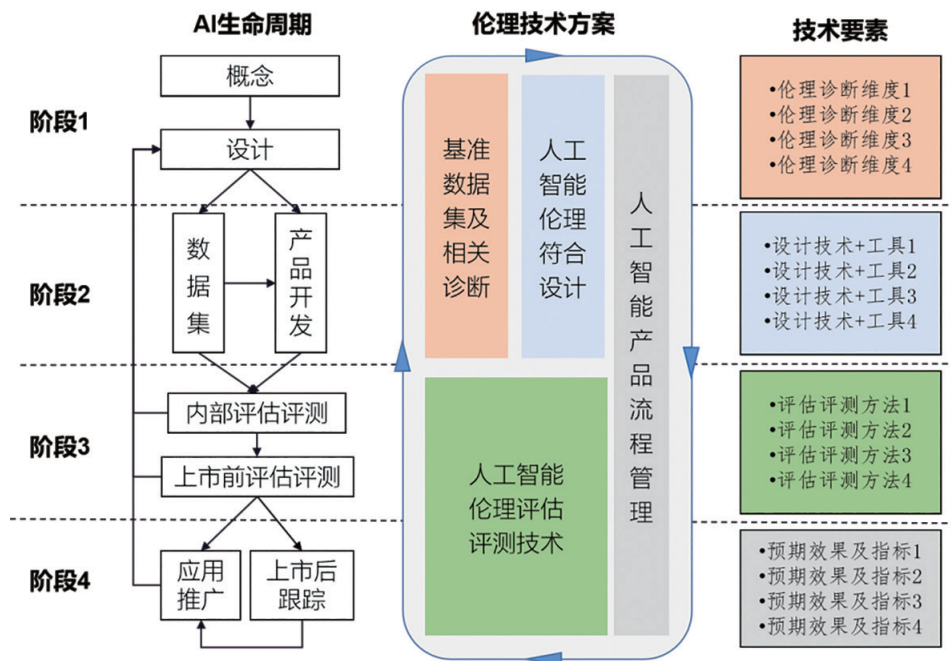 AI生命周期
伦理技术方案
技术要素
阶段1
概念
设计
阶段2
数
据
集
产
品
开
发
阶段3
内部评估评测
上市前评估评测
阶段4
应用
推广
上市后
跟踪
基准
数据
集及
相关
诊断
人工
智能
伦理
符合
设计
人
工
智
能
产
品
流
程
管
理
人工智能
伦理评估
评测技术
•伦理诊断维度1
•伦理诊断维度2
•伦理诊断维度3
•伦理诊断维度4
•设计技术+工具1
•设计技术+工具2
•设计技术+工具3
•设计技术+工具4
•评估评测方法1
•评估评测方法2
•评估评测方法3
•评估评测方法4
•预期效果及指标1
•预期效果及指标2
•预期效果及指标3
•预期效果及指标4